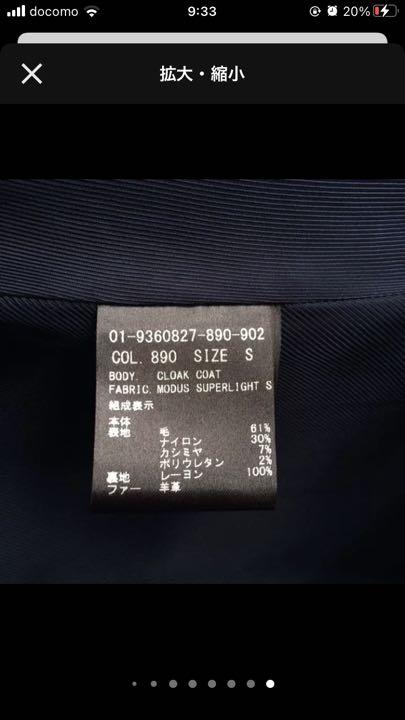 docomo 9:33 20%
拡大・縮小
01-9360827-890-902
COL. 890 SIZE S
BODY. CLOAK COAT
FABRIC. MODUS SUPERLIGHT S
組成表示
本体
表地 毛 61%
ナイロン 30%
カシミヤ 7%
ポリウレタン 2%
裏地 レーヨン 100%
ファー 羊革